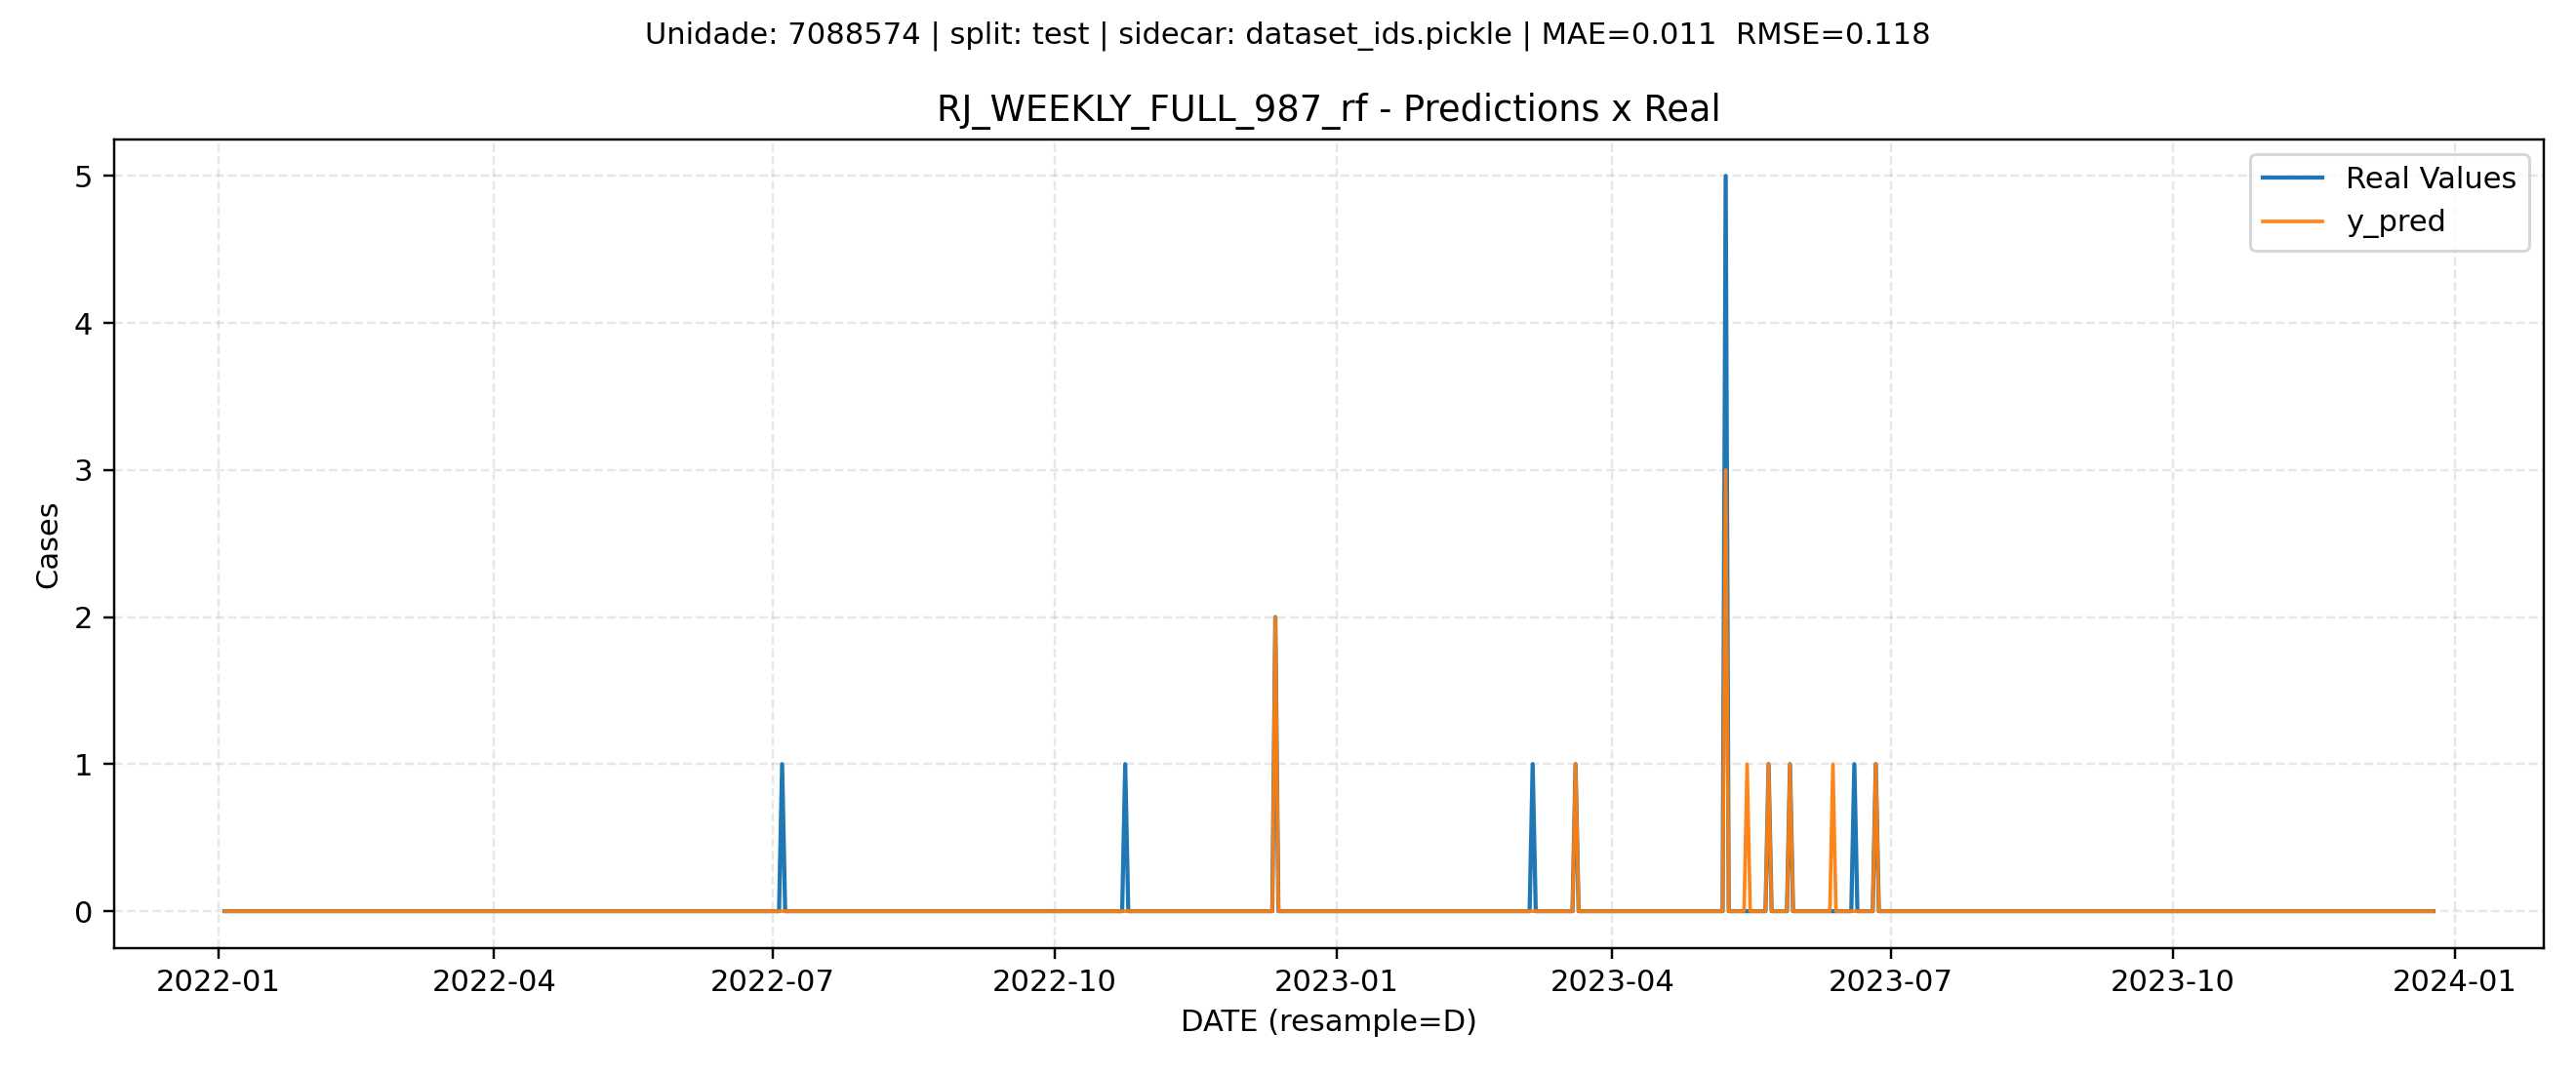 Unidade: 7088574 | split: test | sidecar: dataset_ids.pickle | MAE=0.011  RMSE=0.118
RJ_WEEKLY_FULL_987_rf - Predictions x Real
Real Values
y_pred
5
4
3
2
1
0
Cases
2022-01
2022-04
2022-07
2022-10
2023-01
2023-04
2023-07
2023-10
2024-01
DATE (resample=D)